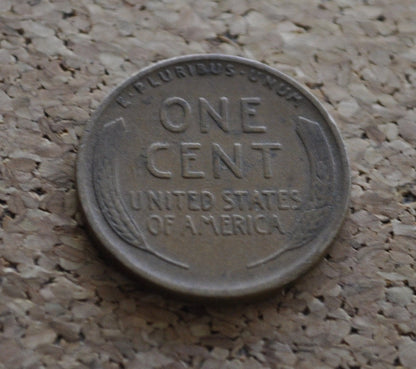 E·PLURIBUS·UNUM
ONE
CENT
UNITED STATES
OF AMERICA